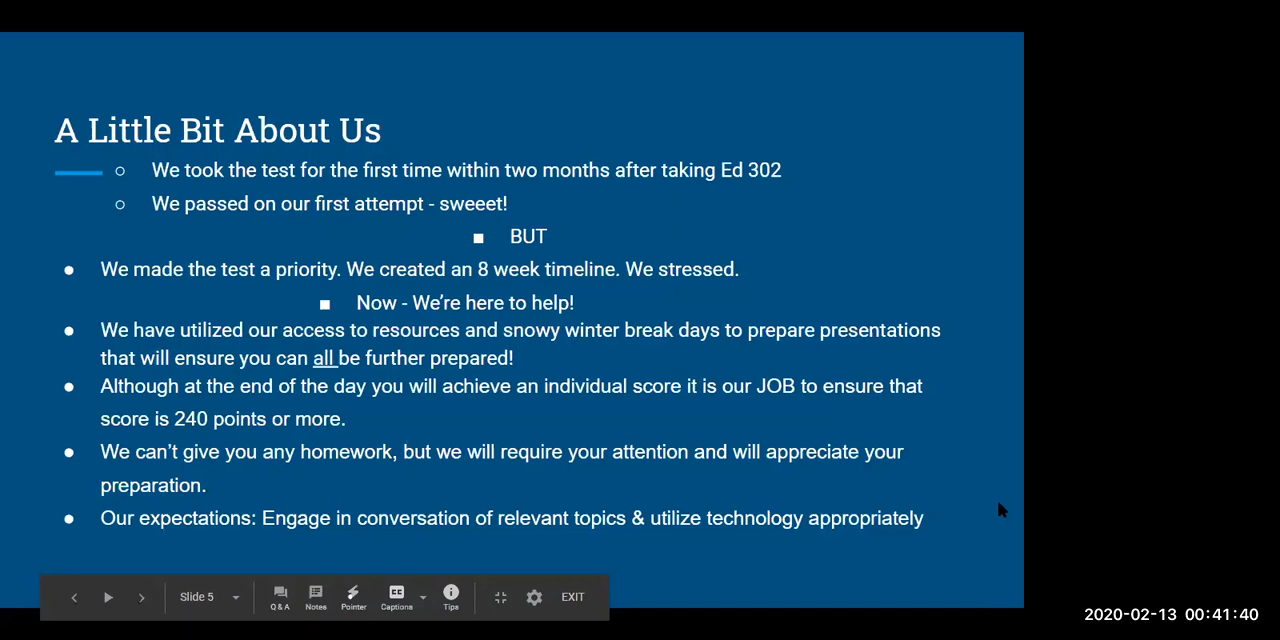 A Little Bit About Us
○ We took the test for the first time within two months after taking Ed 302
○ We passed on our first attempt - sweeet!
■ BUT
● We made the test a priority. We created an 8 week timeline. We stressed.
■ Now - We’re here to help!
● We have utilized our access to resources and snowy winter break days to prepare presentations
that will ensure you can all be further prepared!
● Although at the end of the day you will achieve an individual score it is our JOB to ensure that
score is 240 points or more.
● We can’t give you any homework, but we will require your attention and will appreciate your
preparation.
● Our expectations: Engage in conversation of relevant topics & utilize technology appropriately
Slide 5
Q & A Notes Pointer CC Captions Tips EXIT
2020-02-13 00:41:40